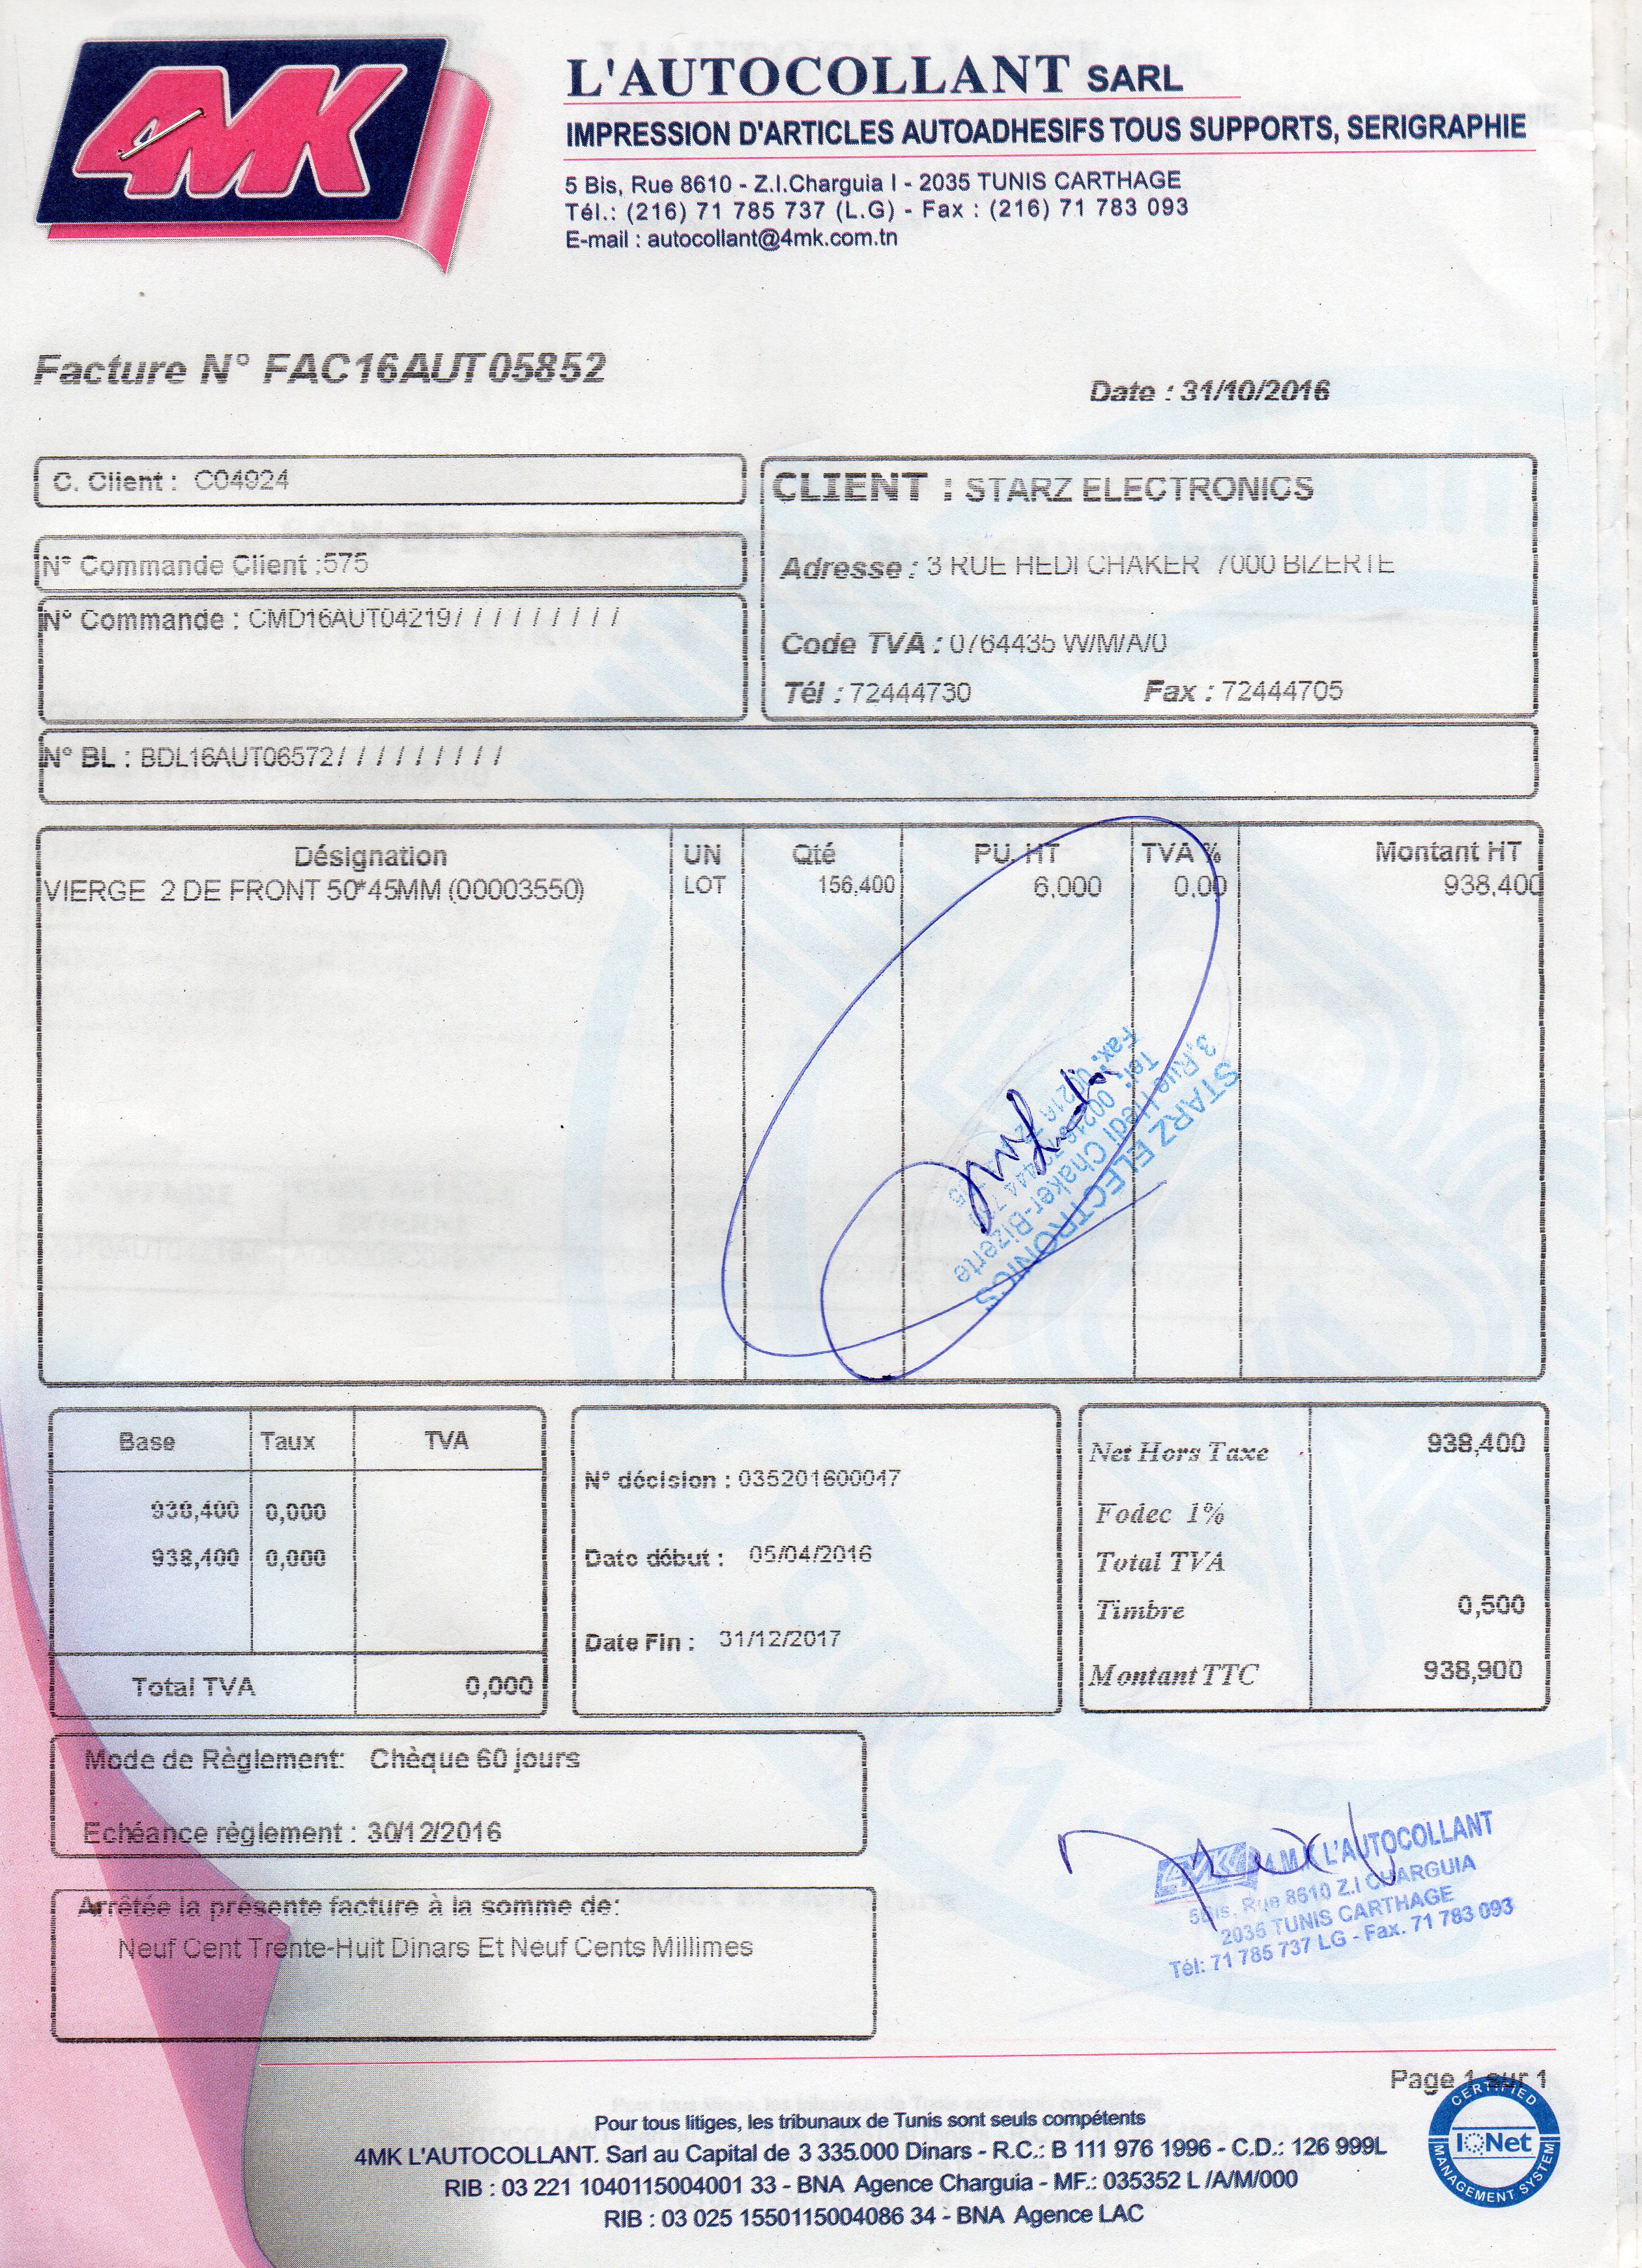 4MK
L'AUTOCOLLANT SARL
IMPRESSION D'ARTICLES AUTOADHESIFS TOUS SUPPORTS, SERIGRAPHIE
5 Bis, Rue 8610 - Z.I.Charguia I - 2035 TUNIS CARTHAGE
Tél.: (216) 71 785 737 (L.G) - Fax : (216) 71 783 093
E-mail : autocollant@4mk.com.tn
Facture N° FAC16AUT05852
Date : 31/10/2016
C. Client : C04924
CLIENT : STARZ ELECTRONICS
N° Commande Client :575
Adresse : 3 RUE HEDI CHAKER 7000 BIZERTE
N° Commande : CMD16AUT04219/ / / / / / / / /
Code TVA : 0764435 W/M/A/0
Tél : 72444730 Fax : 72444705
N° BL : BDL16AUT06572/ / / / / / / / /
Désignation UN Qté PU. HT TVA % Montant HT
VIERGE 2 DE FRONT 50*45MM (00003550) LOT 156,400 6,000 0.00 938,400
STARZ ELECTRONICS
3,Rue Hedi Chaker-Bizerte
Tel: 00216 72 444 730
Fax: 00216 72
Base Taux TVA
938,400 0,000
938,400 0,000
Total TVA 0,000
N° décision : 035201600047
Date début : 05/04/2016
Date Fin : 31/12/2017
Net Hors Taxe 938,400
Fodec 1%
Total TVA
Timbre 0,500
Montant TTC 938,900
Mode de Règlement: Chèque 60 jours
Echéance règlement : 30/12/2016
Arrêtée la présente facture à la somme de:
Neuf Cent Trente-Huit Dinars Et Neuf Cents Millimes
4MK 4 M.K L'AUTOCOLLANT
5Bis, Rue 8610 Z.I CHARGUIA
2035 TUNIS CARTHAGE
Tél: 71 785 737 LG - Fax. 71 783 093
Page 1 sur 1
Pour tous litiges, les tribunaux de Tunis sont seuls compétents
4MK L'AUTOCOLLANT. Sarl au Capital de 3 335.000 Dinars - R.C.: B 111 976 1996 - C.D.: 126 999L
RIB : 03 221 1040115004001 33 - BNA Agence Charguia - MF.: 035352 L /A/M/000
RIB : 03 025 1550115004086 34 - BNA Agence LAC
CERTIFIED
IQNet
MANAGEMENT SYSTEM